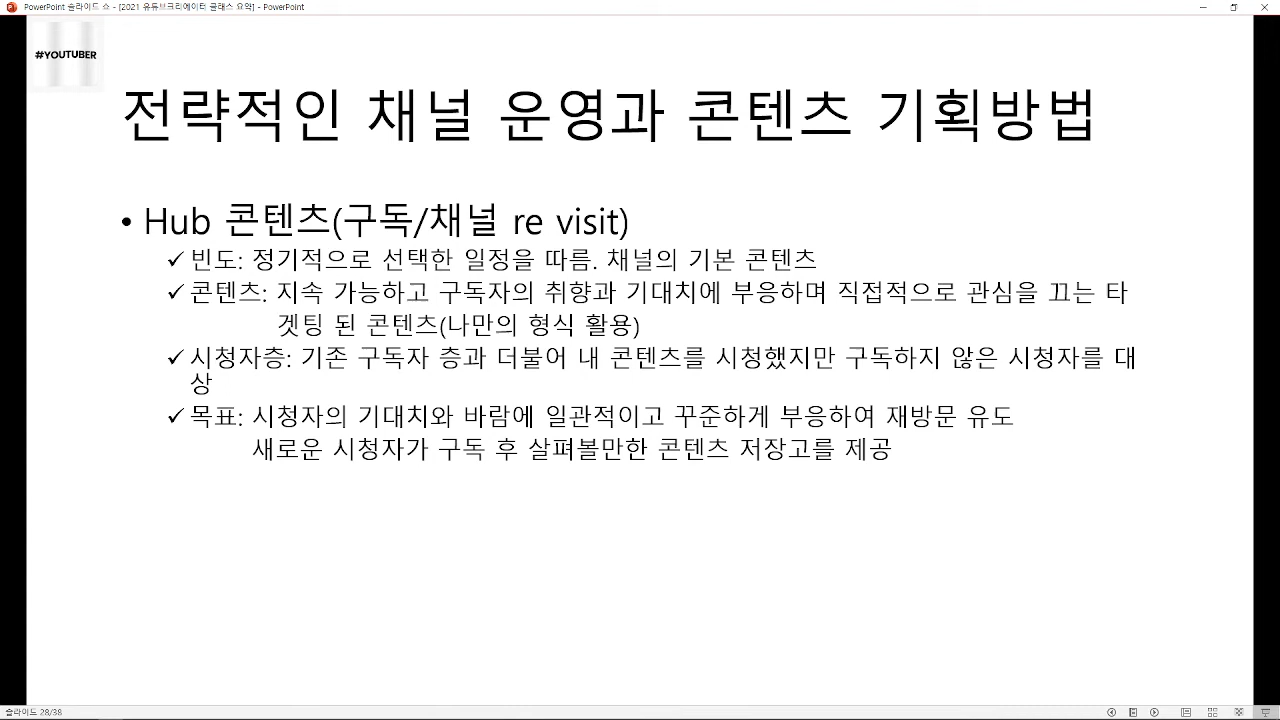 PowerPoint 슬라이드 쇼 - [2021 유튜브크리에이터 클래스 요약] - PowerPoint
#YOUTUBER
전략적인 채널 운영과 콘텐츠 기획방법
• Hub 콘텐츠(구독/채널 re visit)
✓ 빈도: 정기적으로 선택한 일정을 따름. 채널의 기본 콘텐츠
✓ 콘텐츠: 지속 가능하고 구독자의 취향과 기대치에 부응하며 직접적으로 관심을 끄는 타
겟팅 된 콘텐츠(나만의 형식 활용)
✓ 시청자층: 기존 구독자 층과 더불어 내 콘텐츠를 시청했지만 구독하지 않은 시청자를 대
상
✓ 목표: 시청자의 기대치와 바람에 일관적이고 꾸준하게 부응하여 재방문 유도
새로운 시청자가 구독 후 살펴볼만한 콘텐츠 저장고를 제공
슬라이드 28/38